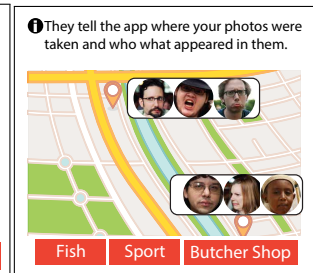 They tell the app where your photos were
taken and who what appeared in them.
Fish Sport Butcher Shop